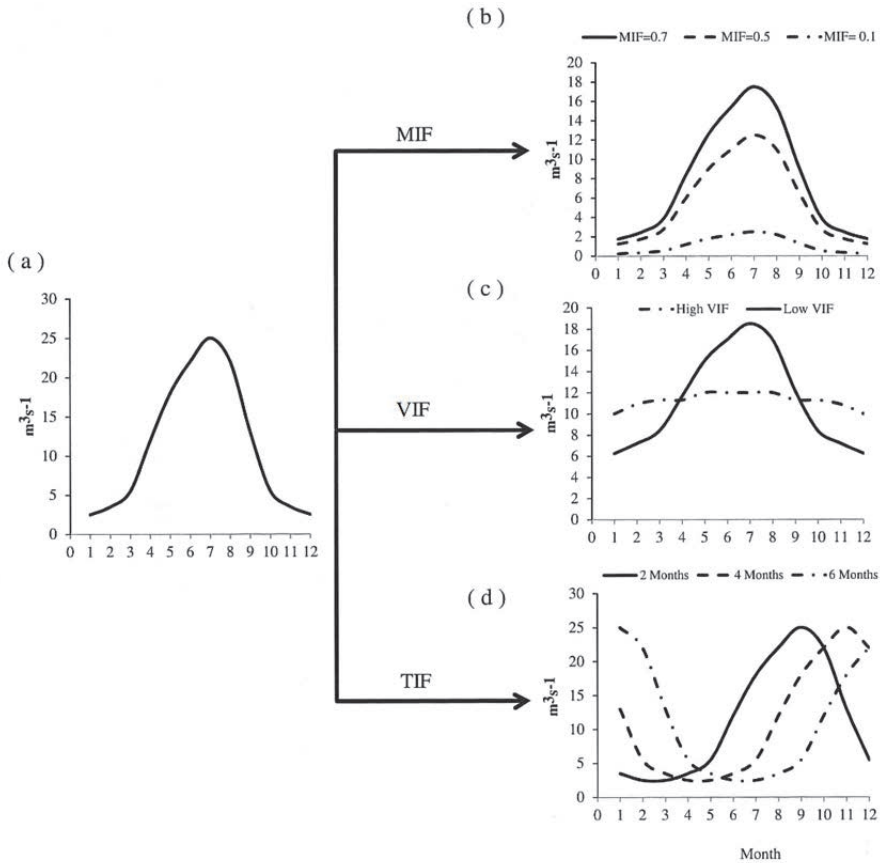 ( b )
MIF=0.7 MIF=0.5 MIF= 0.1
20
18
16
14
12
10
8
6
4
2
0
m³s-1
0 1 2 3 4 5 6 7 8 9 10 11 12
MIF
( a )
30
25
20
15
10
5
0
m³s-1
0 1 2 3 4 5 6 7 8 9 10 11 12
( c )
High VIF Low VIF
20
18
16
14
12
10
8
6
4
2
0
m³s-1
0 1 2 3 4 5 6 7 8 9 10 11 12
VIF
( d )
2 Months 4 Months 6 Months
30
25
20
15
10
5
0
m³s-1
0 1 2 3 4 5 6 7 8 9 10 11 12
TIF
Month